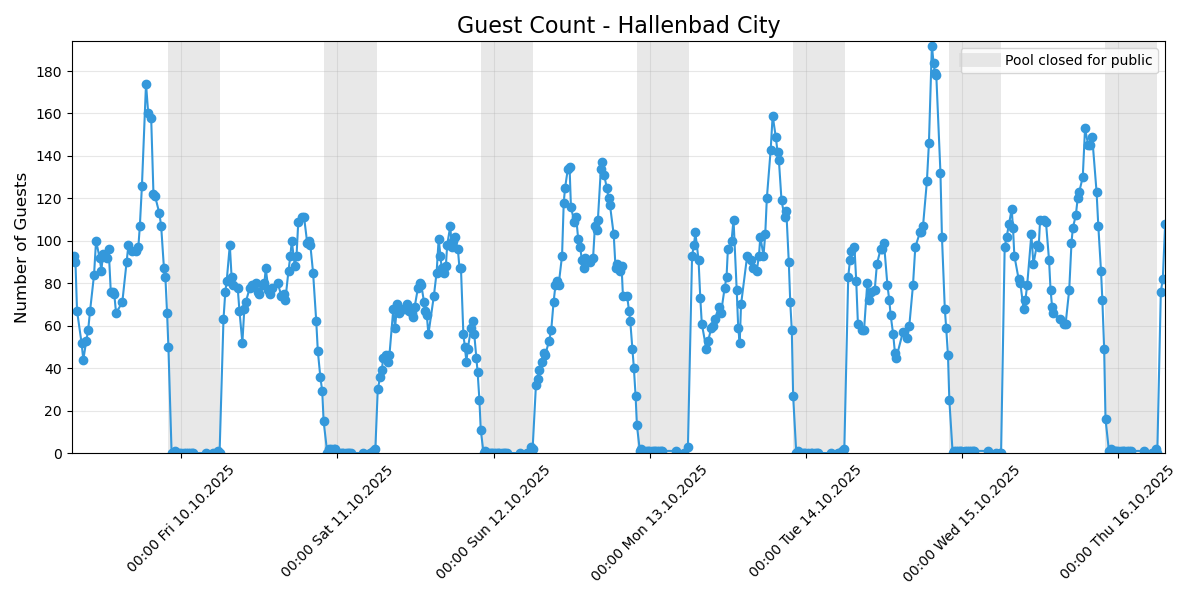 Guest Count - Hallenbad City
Pool closed for public
Number of Guests
180
160
140
120
100
80
60
40
20
0
00:00 Fri 10.10.2025
00:00 Sat 11.10.2025
00:00 Sun 12.10.2025
00:00 Mon 13.10.2025
00:00 Tue 14.10.2025
00:00 Wed 15.10.2025
00:00 Thu 16.10.2025